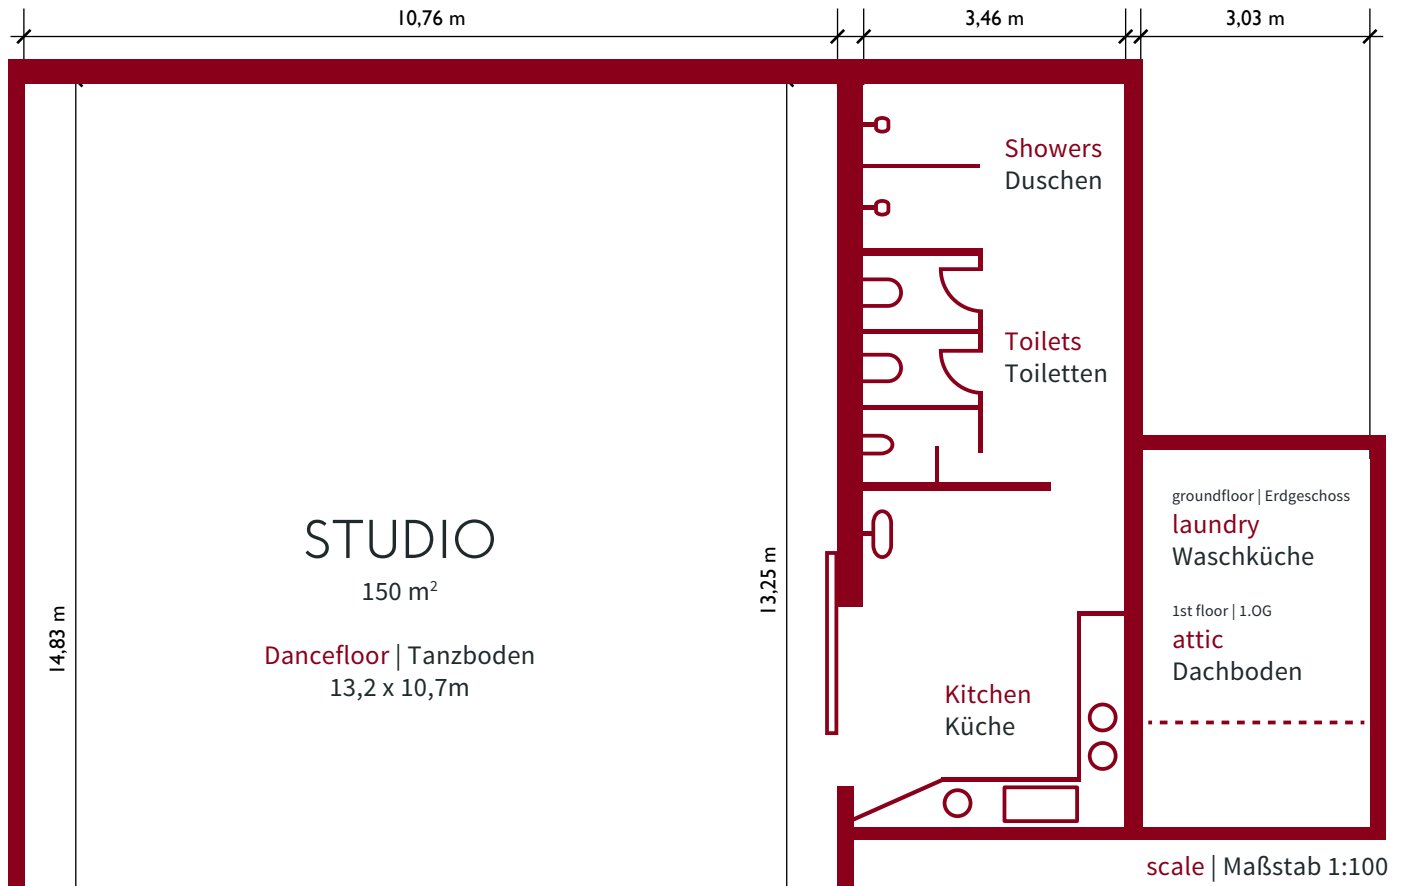 10,76 m
3,46 m
3,03 m
Showers
Duschen
Toilets
Toiletten
groundfloor | Erdgeschoss
laundry
Waschküche
1st floor | 1.OG
attic
Dachboden
STUDIO
150 m²
Dancefloor | Tanzboden
13,2 x 10,7m
14,83 m
13,25 m
Kitchen
Küche
scale | Maßstab 1:100